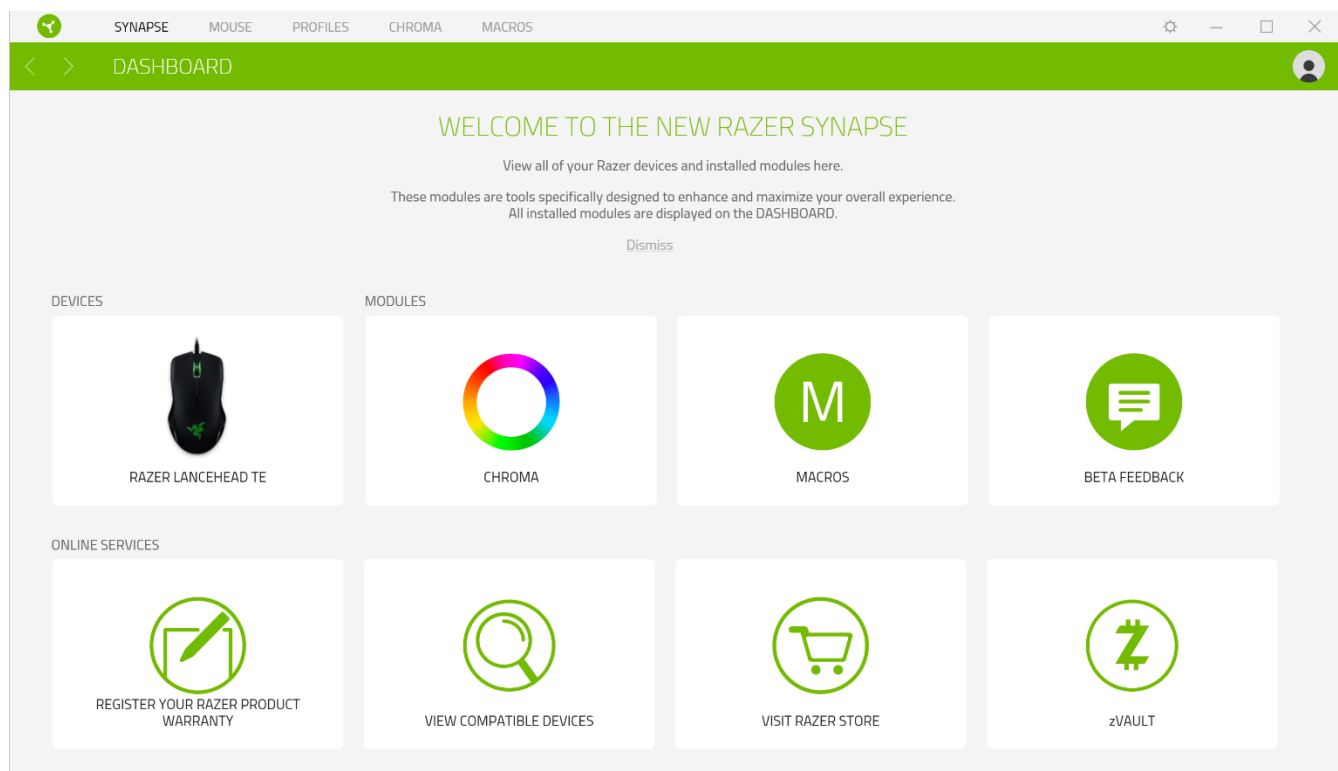 SYNAPSE MOUSE PROFILES CHROMA MACROS
DASHBOARD
WELCOME TO THE NEW RAZER SYNAPSE
View all of your Razer devices and installed modules here.
These modules are tools specifically designed to enhance and maximize your overall experience.
All installed modules are displayed on the DASHBOARD.
Dismiss
DEVICES
MODULES
RAZER LANCEHEAD TE
CHROMA
M
MACROS
BETA FEEDBACK
ONLINE SERVICES
REGISTER YOUR RAZER PRODUCT
WARRANTY
VIEW COMPATIBLE DEVICES
VISIT RAZER STORE
zVAULT